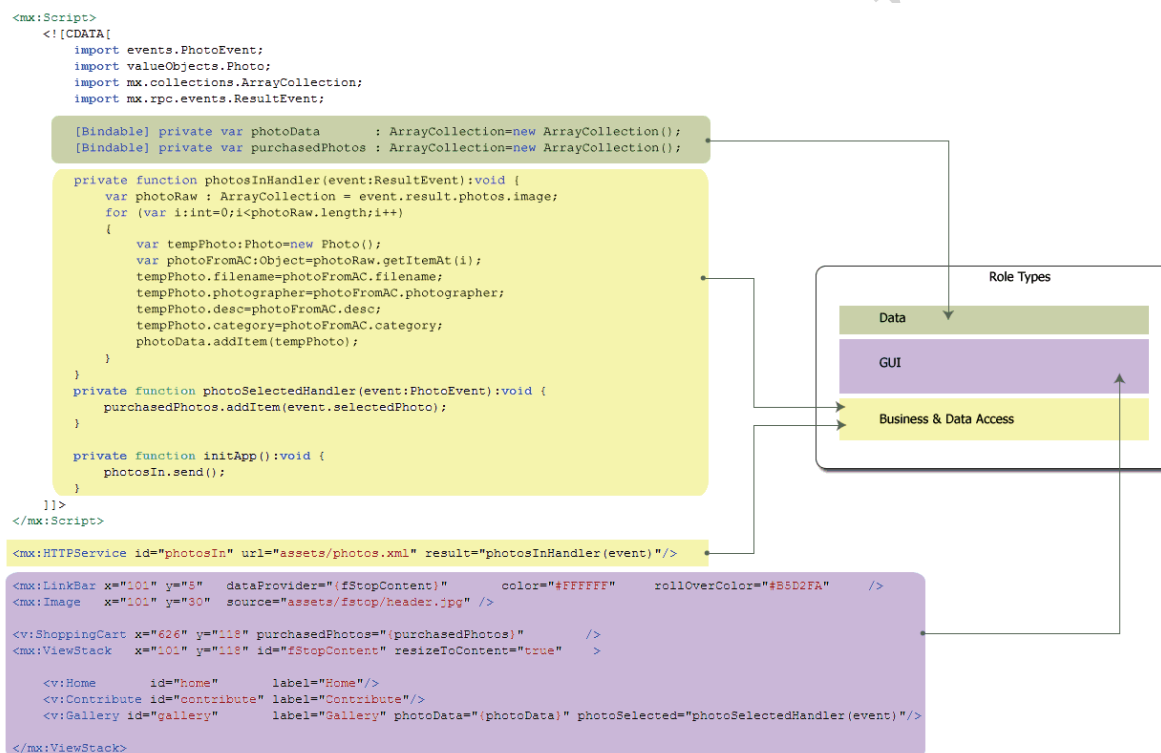 <mx:Script>
<![CDATA[
import events.PhotoEvent;
import valueObjects.Photo;
import mx.collections.ArrayCollection;
import mx.rpc.events.ResultEvent;
[Bindable] private var photoData : ArrayCollection=new ArrayCollection();
[Bindable] private var purchasedPhotos : ArrayCollection=new ArrayCollection();
private function photosInHandler(event:ResultEvent):void {
var photoRaw : ArrayCollection = event.result.photos.image;
for (var i:int=0;i<photoRaw.length;i++)
{
var tempPhoto:Photo=new Photo();
var photoFromAC:Object=photoRaw.getItemAt(i);
tempPhoto.filename=photoFromAC.filename;
tempPhoto.photographer=photoFromAC.photographer;
tempPhoto.desc=photoFromAC.desc;
tempPhoto.category=photoFromAC.category;
photoData.addItem(tempPhoto);
}
}
private function photoSelectedHandler(event:PhotoEvent):void {
purchasedPhotos.addItem(event.selectedPhoto);
}
private function initApp():void {
photosIn.send();
}
]]>
</mx:Script>
<mx:HTTPService id="photosIn" url="assets/photos.xml" result="photosInHandler(event)"/>
<mx:LinkBar x="101" y="5" dataProvider="{fStopContent}" color="#FFFFFF" rollOverColor="#B5D2FA" />
<mx:Image x="101" y="30" source="assets/fstop/header.jpg" />
<v:ShoppingCart x="626" y="118" purchasedPhotos="{purchasedPhotos}" />
<mx:ViewStack x="101" y="118" id="fStopContent" resizeToContent="true" >
<v:Home id="home" label="Home"/>
<v:Contribute id="contribute" label="Contribute"/>
<v:Gallery id="gallery" label="Gallery" photoData="{photoData}" photoSelected="photoSelectedHandler(event)"/>
</mx:ViewStack>
Role Types
Data
GUI
Business & Data Access